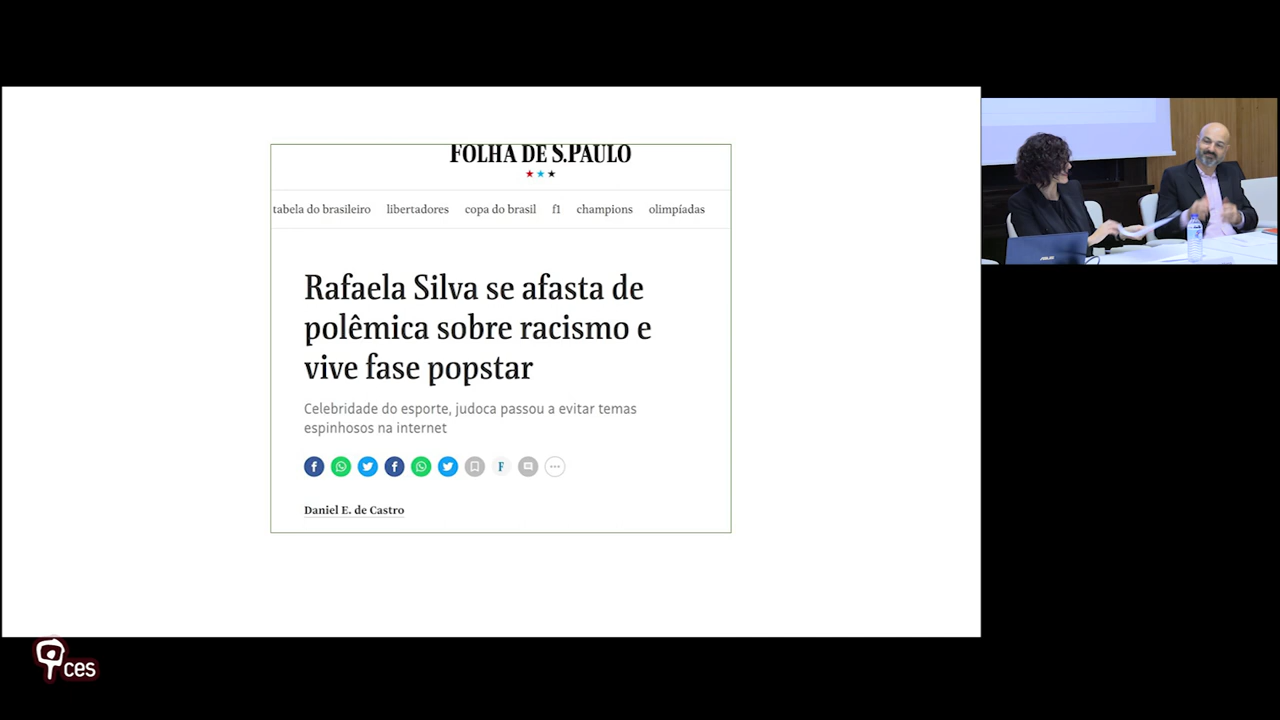 FOLHA DE S.PAULO
tabela do brasileiro libertadores copa do brasil f1 champions olimpíadas
Rafaela Silva se afasta de
polêmica sobre racismo e
vive fase popstar
Celebridade do esporte, judoca passou a evitar temas
espinhosos na internet
Daniel E. de Castro
ASUS
ces